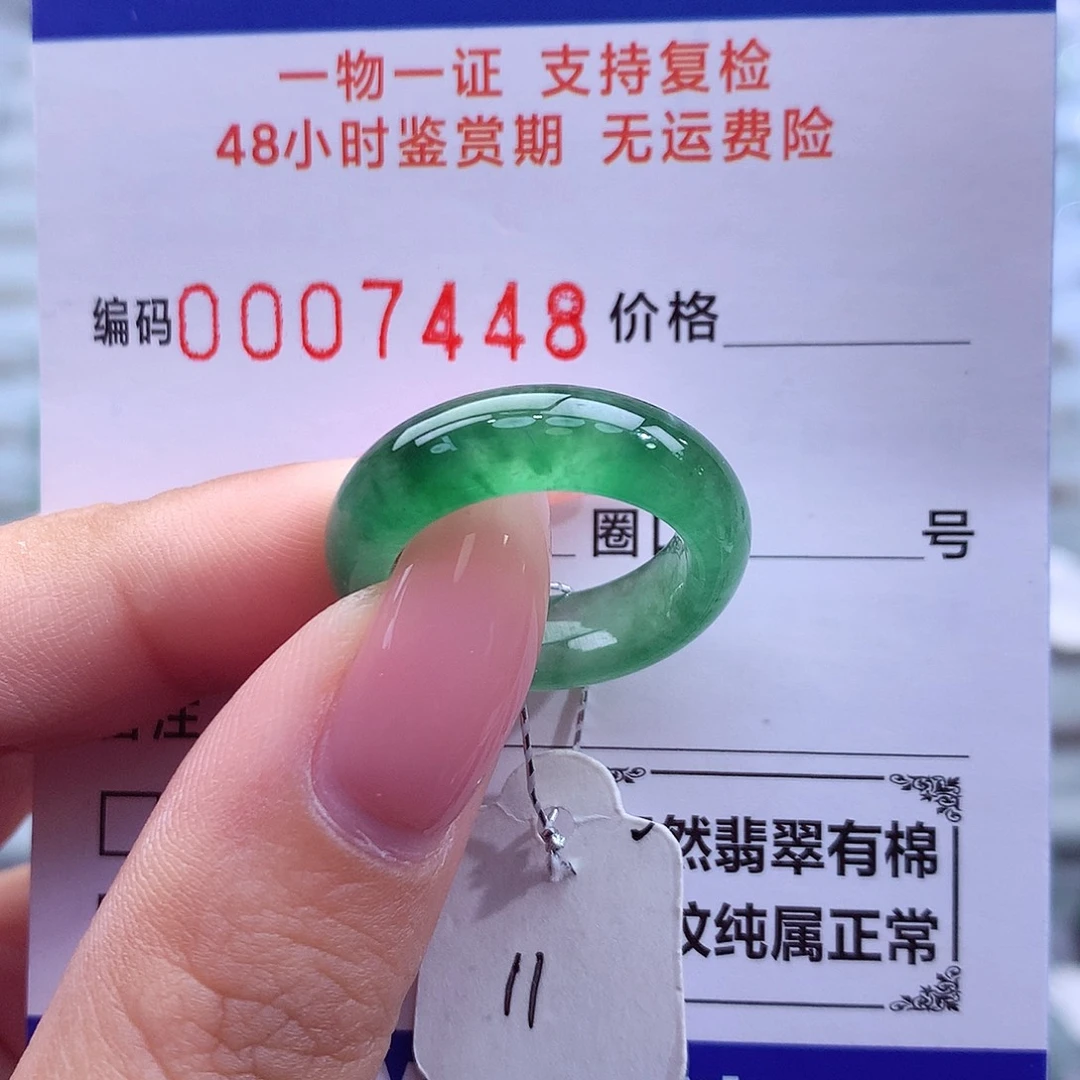 一物一证 支持复检
48小时鉴赏期 无运费险
编码0007448 价格
圈口 号
注
然翡翠有棉
纹纯属正常
11